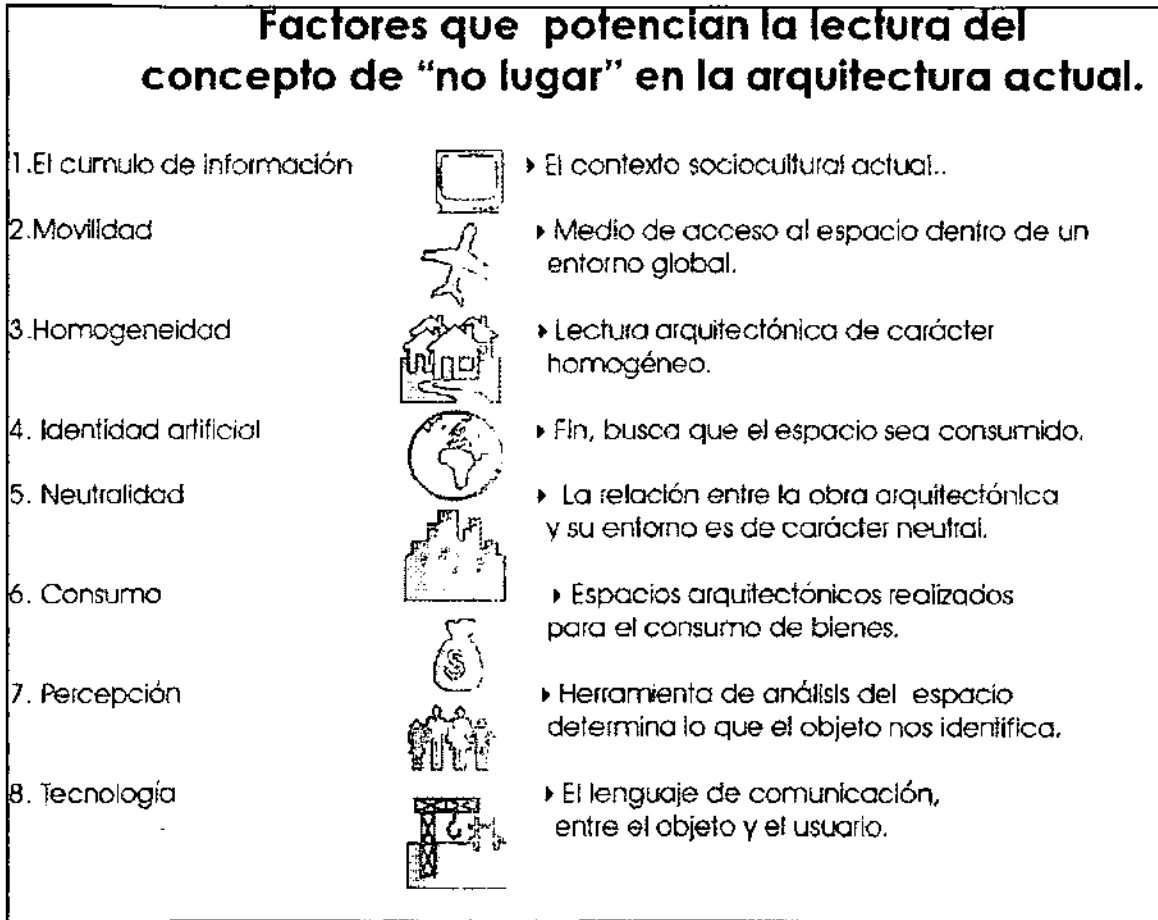 Factores que potencian la lectura del
concepto de “no lugar” en la arquitectura actual.
1.El cumulo de información
▸ El contexto sociocultural actual..
2.Movilidad
▸ Medio de acceso al espacio dentro de un
entorno global.
3.Homogeneidad
▸ Lectura arquitectónica de carácter
homogéneo.
4. Identidad artificial
▸ Fin, busca que el espacio sea consumido.
5. Neutralidad
▸ La relación entre la obra arquitectónica
y su entorno es de carácter neutral.
6. Consumo
▸ Espacios arquitectónicos realizados
para el consumo de bienes.
$
7. Percepción
▸ Herramienta de análisis del espacio
determina lo que el objeto nos identifica.
8. Tecnología
▸ El lenguaje de comunicación,
entre el objeto y el usuario.